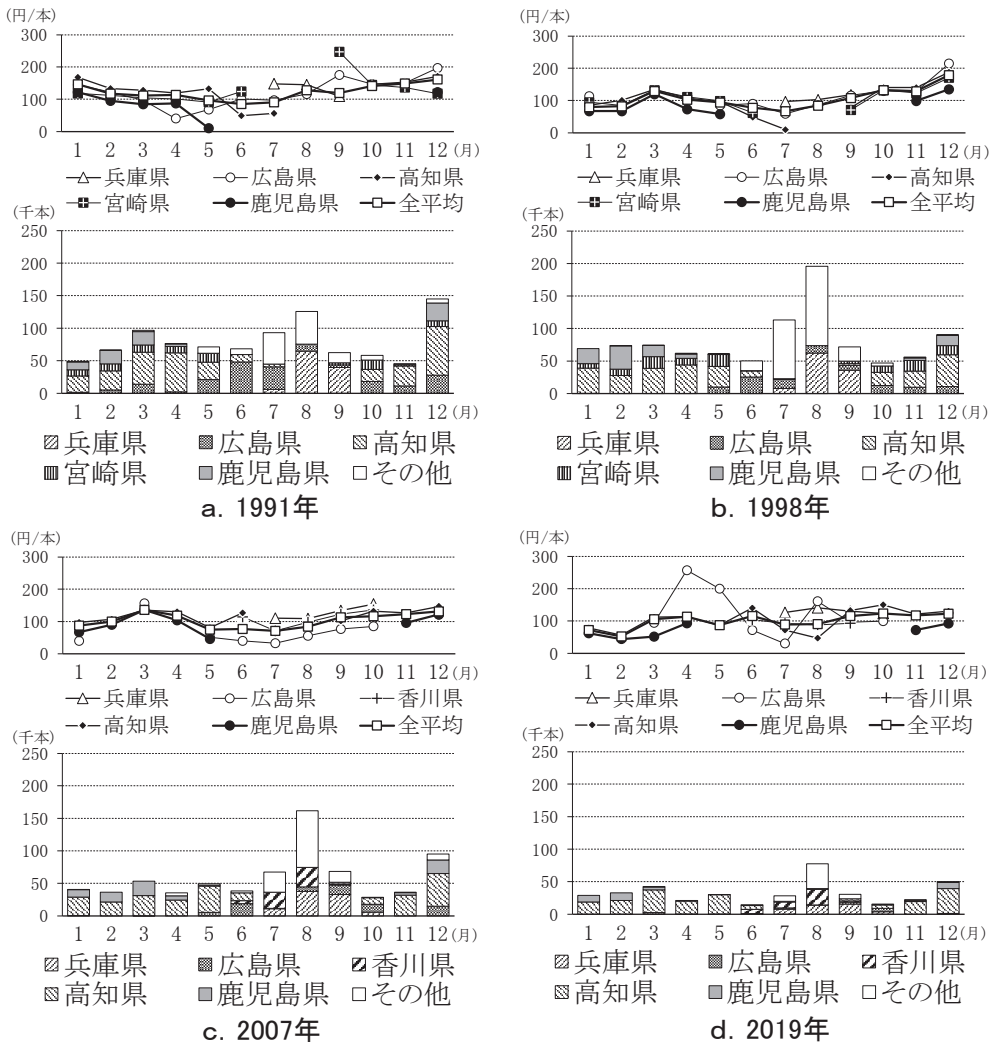 (円/本)
300
200
100
0
1 2 3 4 5 6 7 8 9 10 11 12 (月)
兵庫県 広島県 高知県
宮崎県 鹿児島県 全平均
(千本)
250
200
150
100
50
0
1 2 3 4 5 6 7 8 9 10 11 12 (月)
兵庫県 広島県 高知県
宮崎県 鹿児島県 その他
a. 1991年
(円/本)
300
200
100
0
1 2 3 4 5 6 7 8 9 10 11 12 (月)
兵庫県 広島県 高知県
宮崎県 鹿児島県 全平均
(千本)
250
200
150
100
50
0
1 2 3 4 5 6 7 8 9 10 11 12 (月)
兵庫県 広島県 高知県
宮崎県 鹿児島県 その他
b. 1998年
(円/本)
300
200
100
0
1 2 3 4 5 6 7 8 9 10 11 12 (月)
兵庫県 広島県 香川県
高知県 鹿児島県 全平均
(千本)
250
200
150
100
50
0
1 2 3 4 5 6 7 8 9 10 11 12 (月)
兵庫県 広島県 香川県
高知県 鹿児島県 その他
c. 2007年
(円/本)
300
200
100
0
1 2 3 4 5 6 7 8 9 10 11 12 (月)
兵庫県 広島県 香川県
高知県 鹿児島県 全平均
(千本)
250
200
150
100
50
0
1 2 3 4 5 6 7 8 9 10 11 12 (月)
兵庫県 広島県 香川県
高知県 鹿児島県 その他
d. 2019年